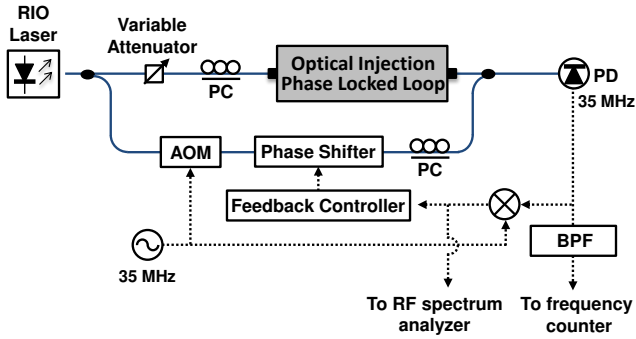 RIO
Laser
Variable
Attenuator
PC
Optical Injection
Phase Locked Loop
PD
35 MHz
AOM
Phase Shifter
PC
Feedback Controller
BPF
35 MHz
To RF spectrum
analyzer
To frequency
counter